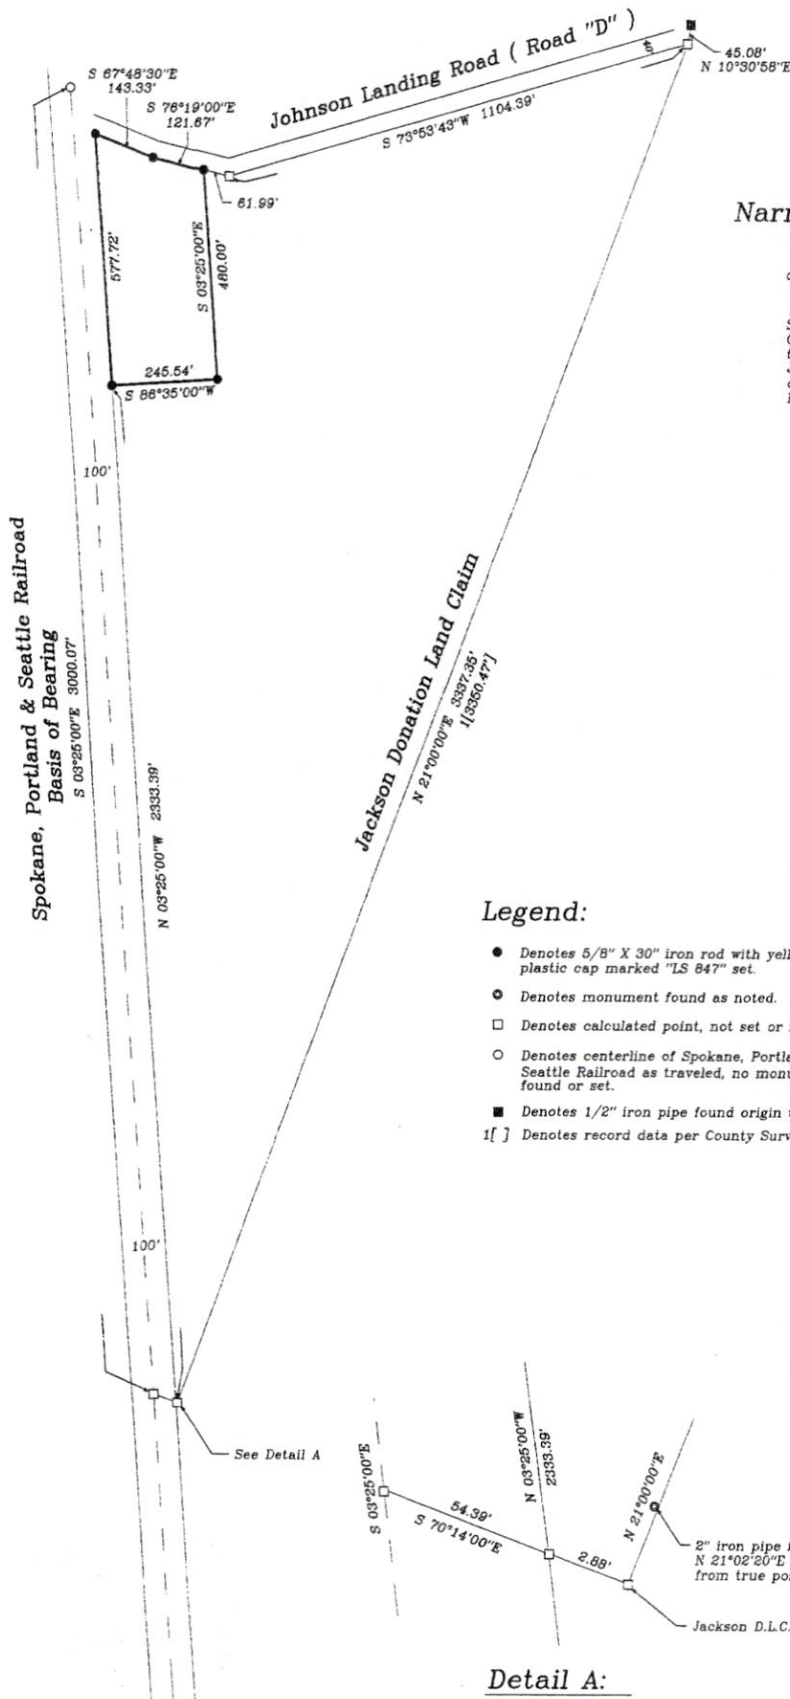 S 67°48'30"E
143.33'
S 76°19'00"E
121.67'
Johnson Landing Road ( Road "D" )
40'
45.08'
N 10°30'58"E
S 73°53'43"W 1104.39'
61.99'
577.72'
S 03°25'00"E
480.00'
245.54'
S 86°35'00"W
100'
Spokane, Portland & Seattle Railroad
Basis of Bearing
S 03°25'00"E 3000.07'
N 03°25'00"W 2333.39'
Jackson Donation Land Claim
N 21°00'00"E 3337.35'
1[3350.47']
Legend:
Denotes 5/8" X 30" iron rod with
plastic cap marked "LS 847" set.
Denotes monument found as noted.
Denotes calculated point, not set or
Denotes centerline of Spokane,
Seattle Railroad as traveled, no
found or set.
Denotes 1/2" iron pipe found origin
1[ ] Denotes record data per County
100'
See Detail A
S 03°25'00"E
54.39'
S 70°14'00"E
N 03°25'00"W
2333.39'
2.88'
N 21°00'00"E
2" iron pipe
N 21°02'20"E
from true
Jackson D.L.C.
Detail A: